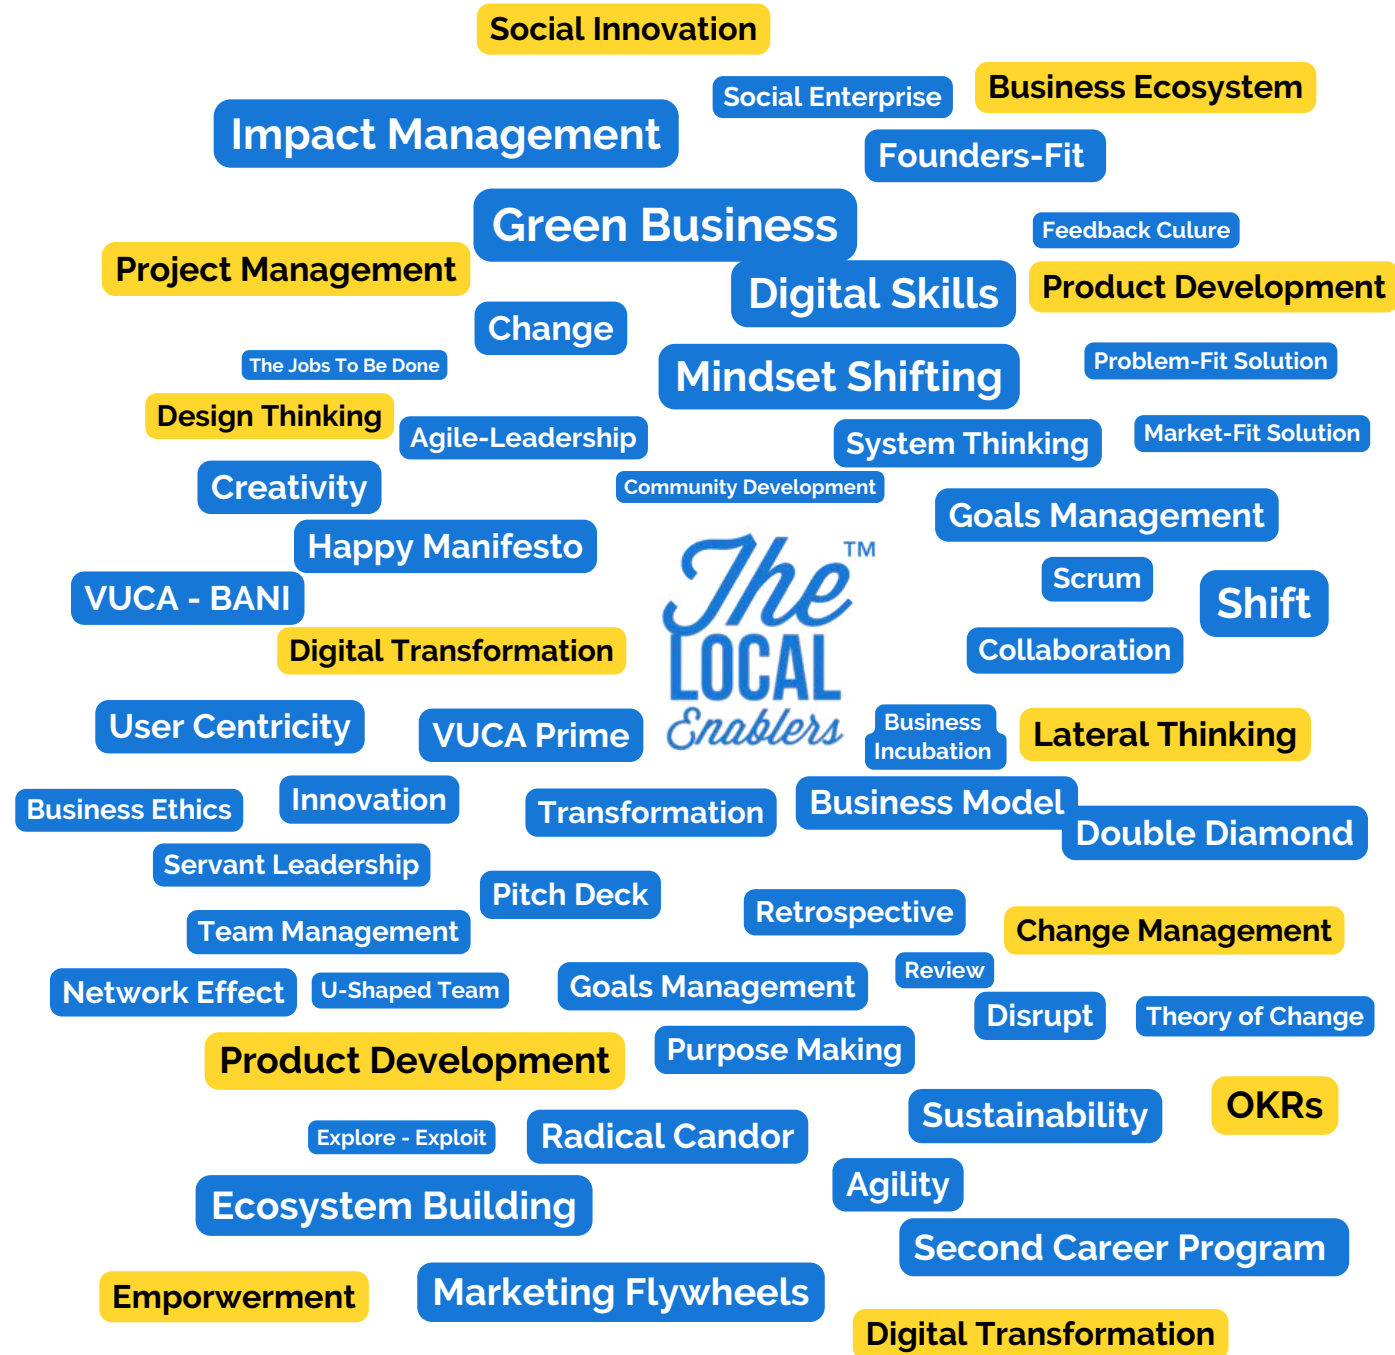 Social Innovation
Social Enterprise
Business Ecosystem
Impact Management
Founders-Fit
Green Business
Feedback Culure
Project Management
Digital Skills
Product Development
Change
The Jobs To Be Done
Mindset Shifting
Problem-Fit Solution
Design Thinking
Agile-Leadership
System Thinking
Market-Fit Solution
Creativity
Community Development
Goals Management
Happy Manifesto
The™
LOCAL
Enablers
Scrum
Shift
VUCA - BANI
Digital Transformation
Collaboration
User Centricity
VUCA Prime
Business
Incubation
Lateral Thinking
Business Ethics
Innovation
Transformation
Business Model
Double Diamond
Servant Leadership
Pitch Deck
Retrospective
Team Management
Change Management
Network Effect
U-Shaped Team
Goals Management
Review
Disrupt
Theory of Change
Product Development
Purpose Making
Sustainability
OKRs
Explore - Exploit
Radical Candor
Agility
Ecosystem Building
Second Career Program
Emporwerment
Marketing Flywheels
Digital Transformation